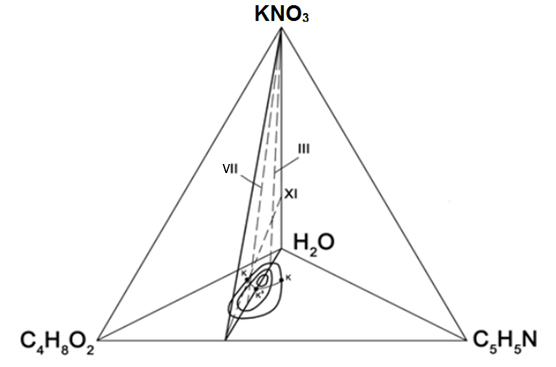 KNO₃
III
VII
XI
H₂O
K
K
K'
C₄H₈O₂
C₅H₅N